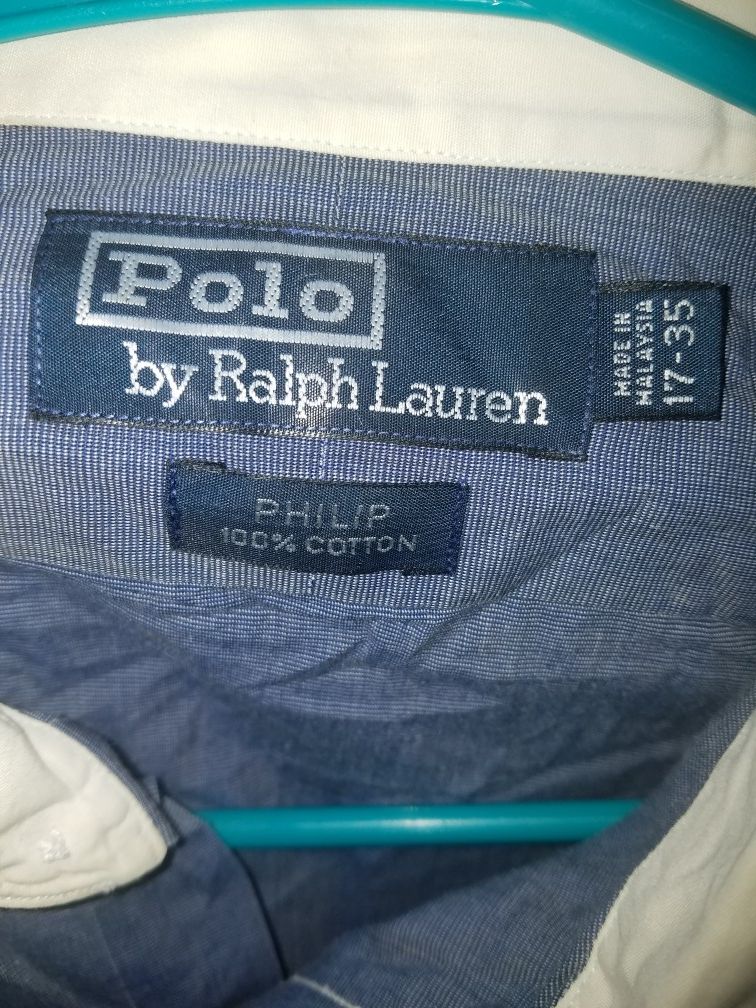 Polo
by Ralph Lauren
MADE IN
MALAYSIA
17-35
PHILIP
100% COTTON